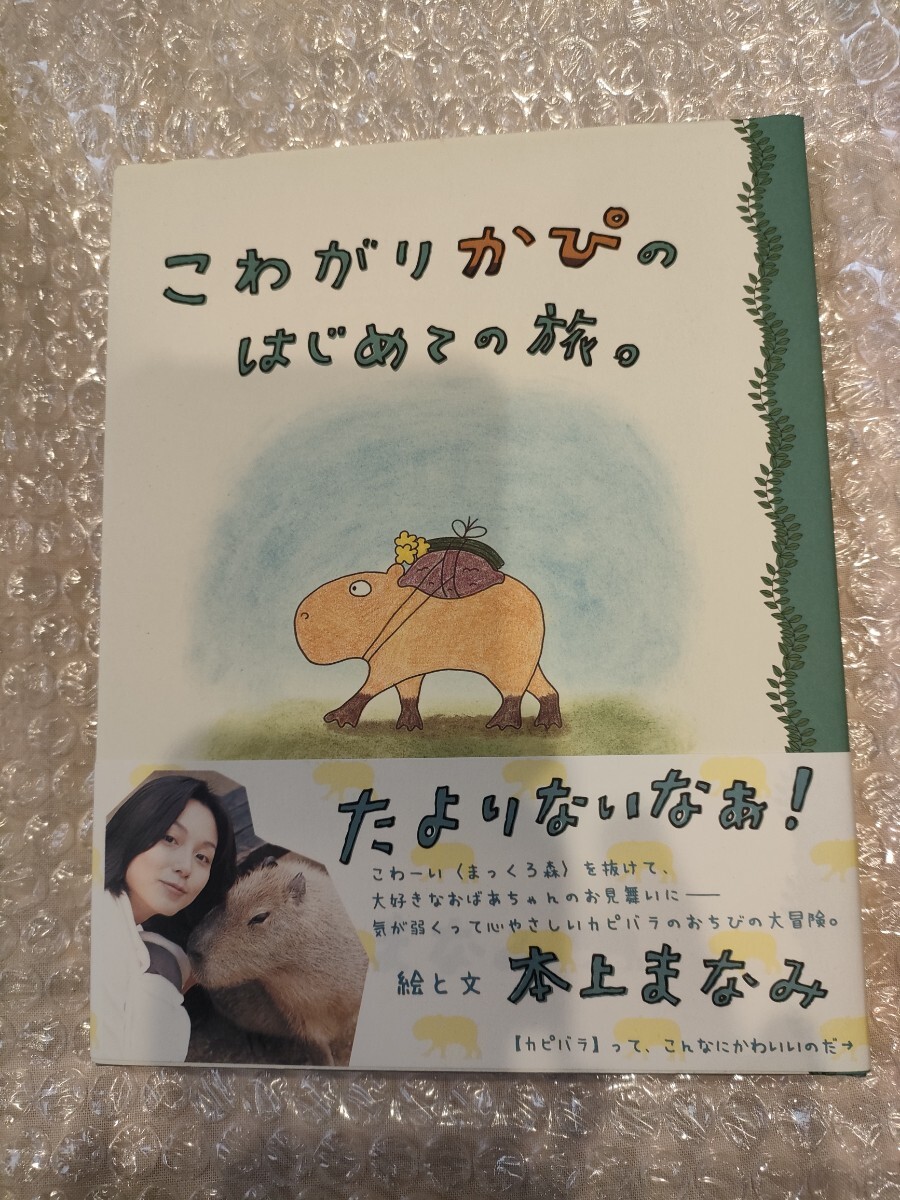 こわがりかぴの
はじめての旅。
たよりないなぁ!
こわーい〈まっくろ森〉を抜けて、
大好きなおばあちゃんのお見舞いに——
気が弱くって心やさしいカピバラのおちびの大冒険。
絵と文 本上まなみ
【カピバラ】って、こんなにかわいいのだ→